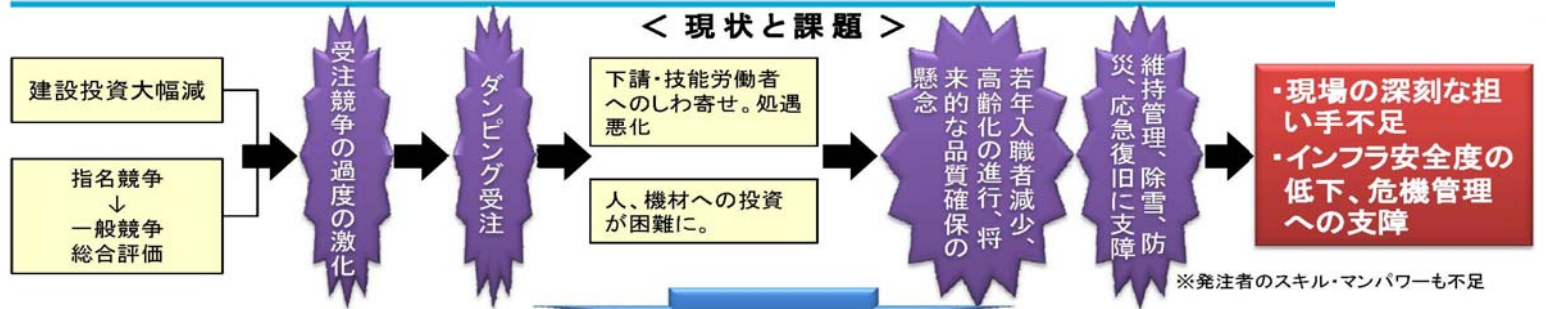 ＜ 現状と課題 ＞
建設投資大幅減
指名競争
↓
一般競争
総合評価
受注競争の過度の激化
ダンピング受注
下請・技能労働者
へのしわ寄せ。処遇
悪化
人、機材への投資
が困難に。
若年入職者減少、
高齢化の進行、将
来的な品質確保の
懸念
維持管理、除雪、防
災、応急復旧に支障
・現場の深刻な担
い手不足
・インフラ安全度の
低下、危機管理
への支障
※発注者のスキル・マンパワーも不足